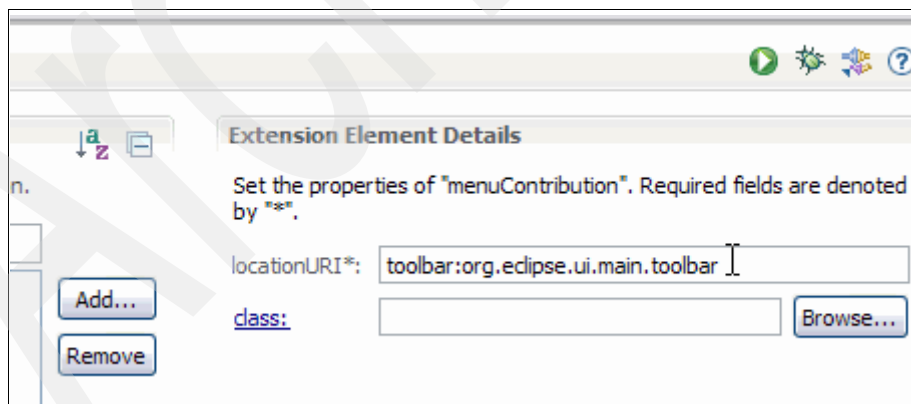 a
z
Extension Element Details
n.
Set the properties of "menuContribution". Required fields are denoted
by "*".
locationURI*: toolbar:org.eclipse.ui.main.toolbar
Add...
class:
Browse...
Remove